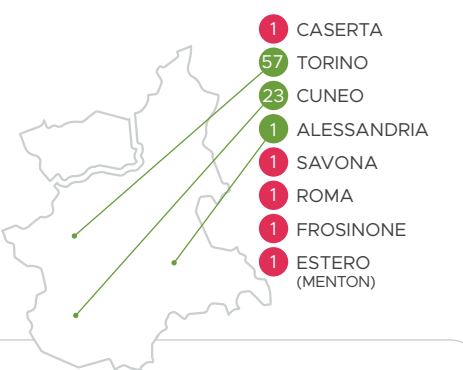 1 CASERTA
57 TORINO
23 CUNEO
1 ALESSANDRIA
1 SAVONA
1 ROMA
1 FROSINONE
1 ESTERO
(MENTON)